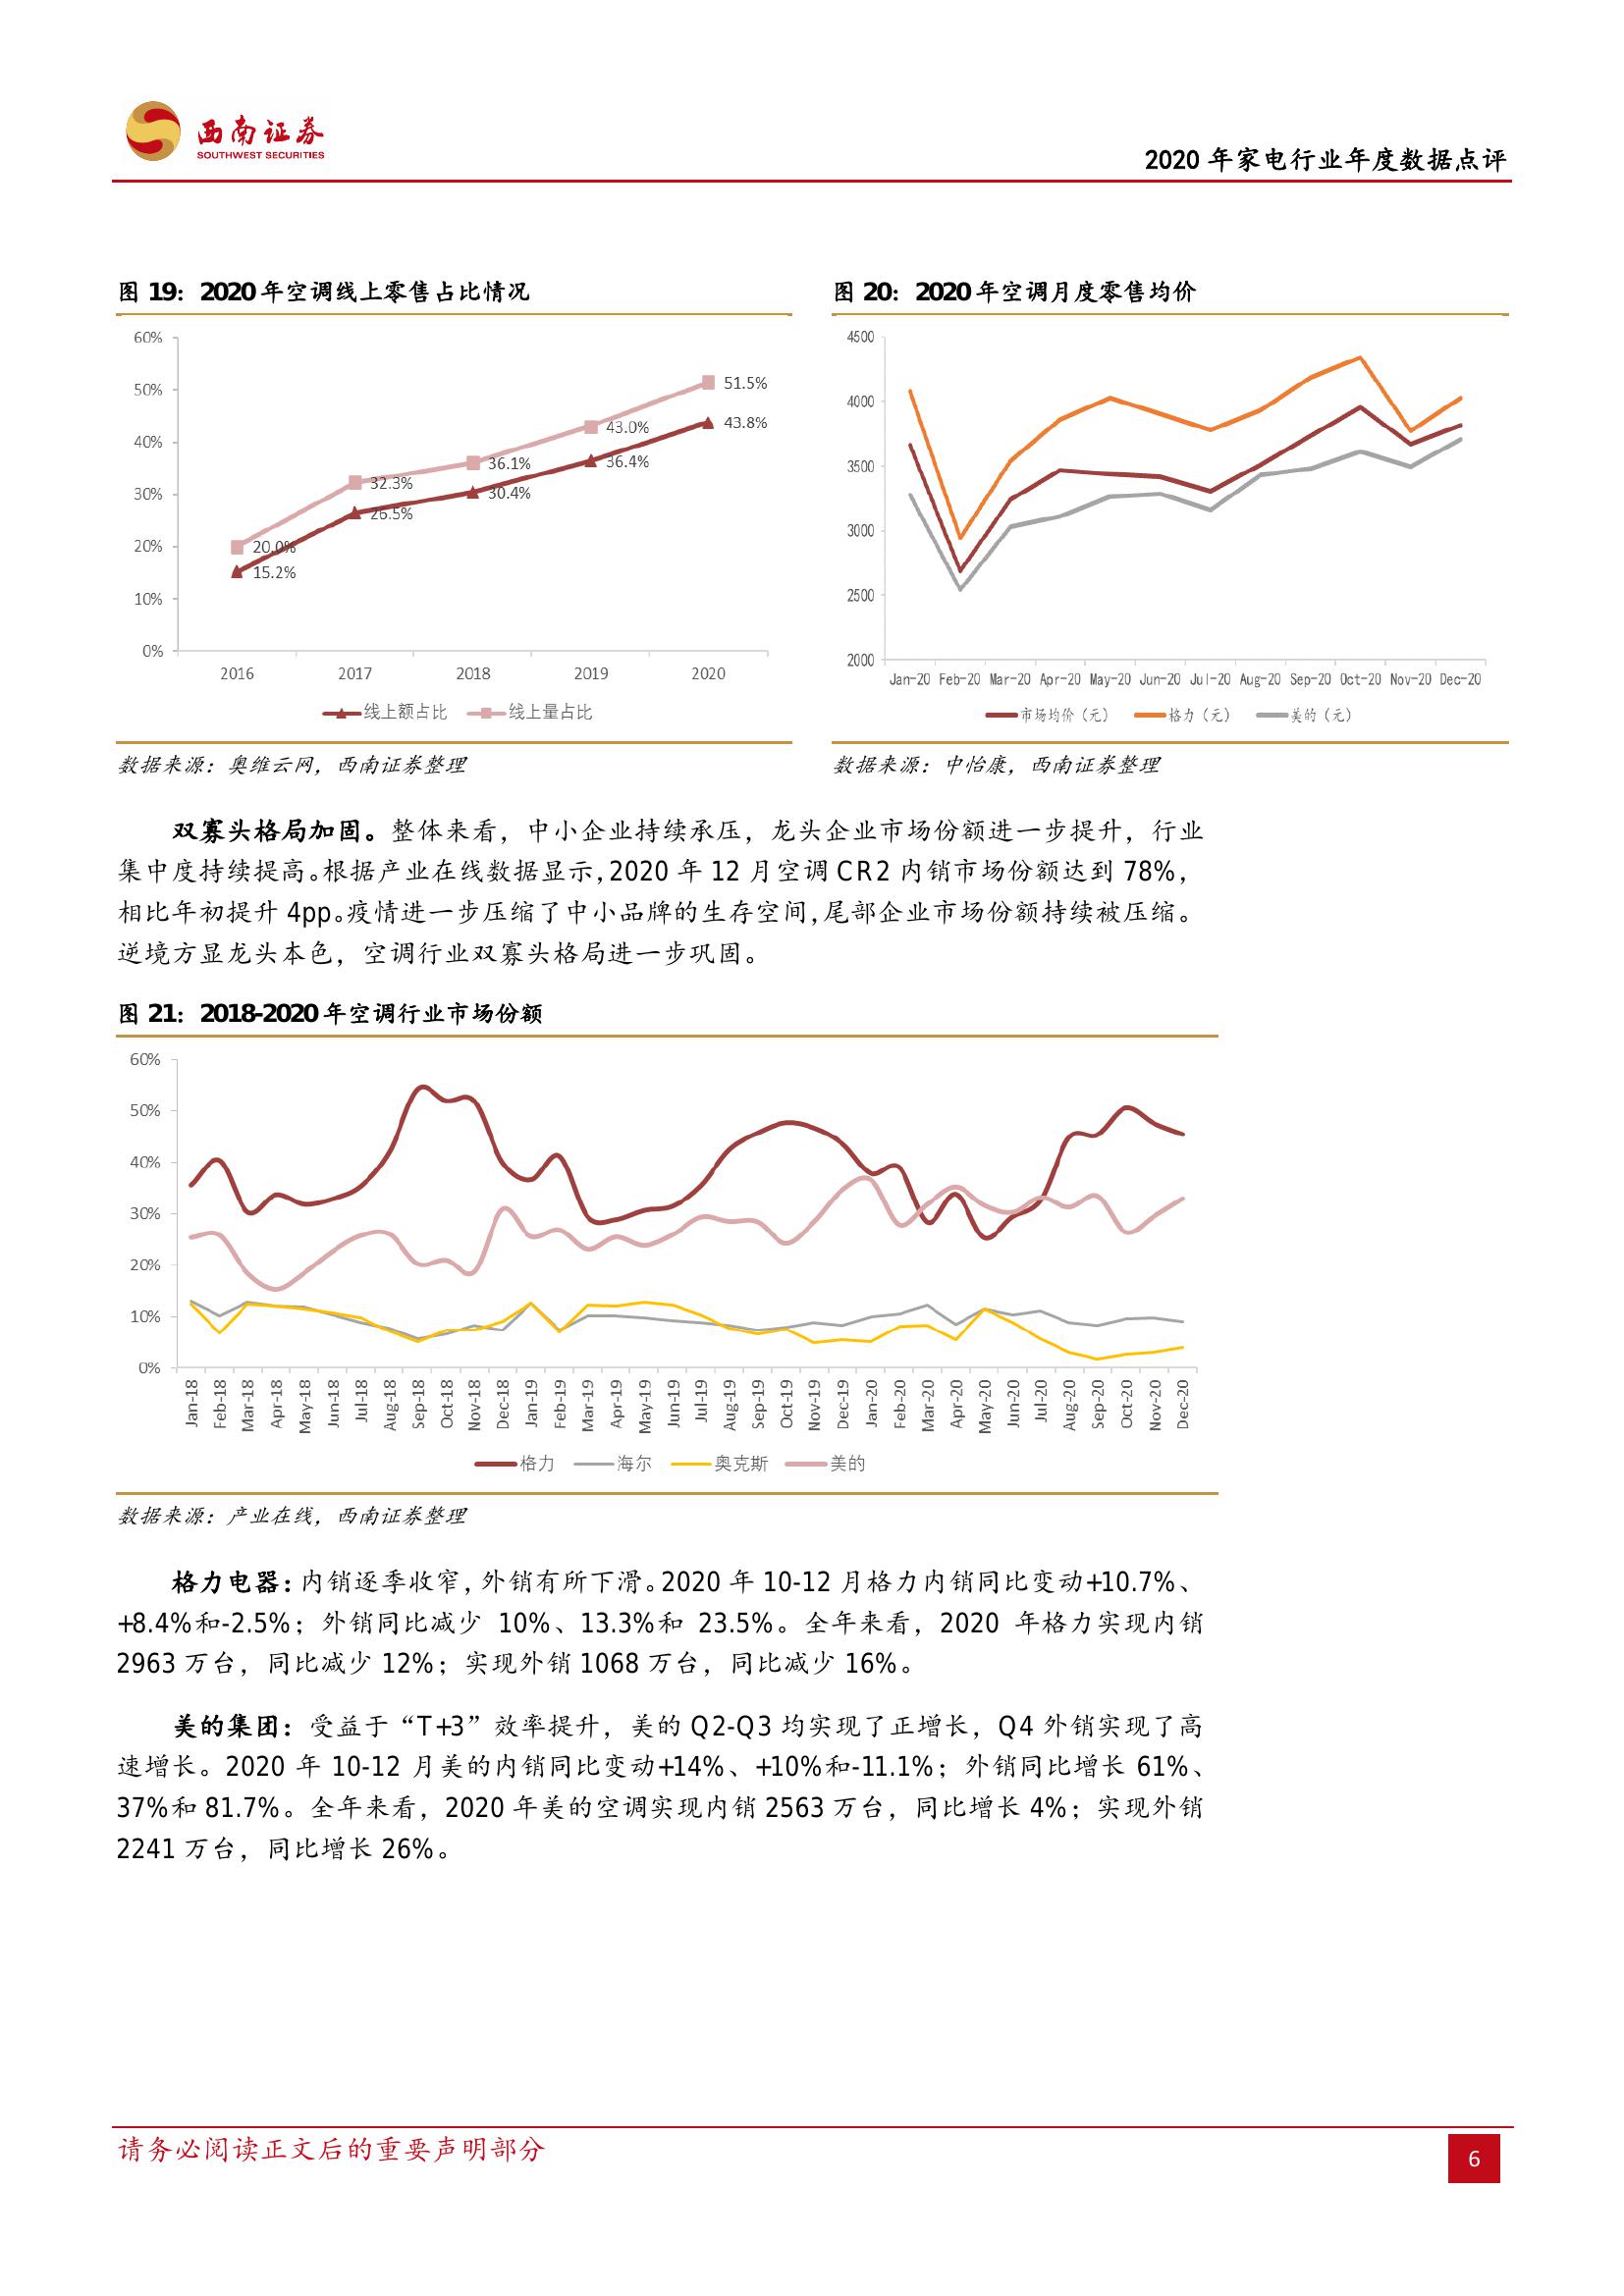 西南证券
SOUTHWEST SECURITIES
2020 年家电行业年度数据点评
图 19：2020 年空调线上零售占比情况
60%
50%
40%
30%
20%
10%
0%
51.5%
43.8%
43.0%
36.4%
36.1%
30.4%
32.3%
26.5%
20.0%
15.2%
2016 2017 2018 2019 2020
线上额占比 线上量占比
数据来源：奥维云网，西南证券整理
图 20：2020 年空调月度零售均价
4500
4000
3500
3000
2500
2000
Jan-20 Feb-20 Mar-20 Apr-20 May-20 Jun-20 Jul-20 Aug-20 Sep-20 Oct-20 Nov-20 Dec-20
市场均价（元） 格力（元） 美的（元）
数据来源：中怡康，西南证券整理
双寡头格局加固。整体来看，中小企业持续承压，龙头企业市场份额进一步提升，行业
集中度持续提高。根据产业在线数据显示，2020 年 12 月空调 CR2 内销市场份额达到 78%，
相比年初提升 4pp。疫情进一步压缩了中小品牌的生存空间，尾部企业市场份额持续被压缩。
逆境方显龙头本色，空调行业双寡头格局进一步巩固。
图 21：2018-2020 年空调行业市场份额
60%
50%
40%
30%
20%
10%
0%
Jan-18 Feb-18 Mar-18 Apr-18 May-18 Jun-18 Jul-18 Aug-18 Sep-18 Oct-18 Nov-18 Dec-18 Jan-19 Feb-19 Mar-19 Apr-19 May-19 Jun-19 Jul-19 Aug-19 Sep-19 Oct-19 Nov-19 Dec-19 Jan-20 Feb-20 Mar-20 Apr-20 May-20 Jun-20 Jul-20 Aug-20 Sep-20 Oct-20 Nov-20 Dec-20
格力 海尔 奥克斯 美的
数据来源：产业在线，西南证券整理
格力电器：内销逐季收窄，外销有所下滑。2020 年 10-12 月格力内销同比变动+10.7%、
+8.4%和-2.5%；外销同比减少 10%、13.3%和 23.5%。全年来看，2020 年格力实现内销
2963 万台，同比减少 12%；实现外销 1068 万台，同比减少 16%。
美的集团：受益于“T+3”效率提升，美的 Q2-Q3 均实现了正增长，Q4 外销实现了高
速增长。2020 年 10-12 月美的内销同比变动+14%、+10%和-11.1%；外销同比增长 61%、
37%和 81.7%。全年来看，2020 年美的空调实现内销 2563 万台，同比增长 4%；实现外销
2241 万台，同比增长 26%。
请务必阅读正文后的重要声明部分
6